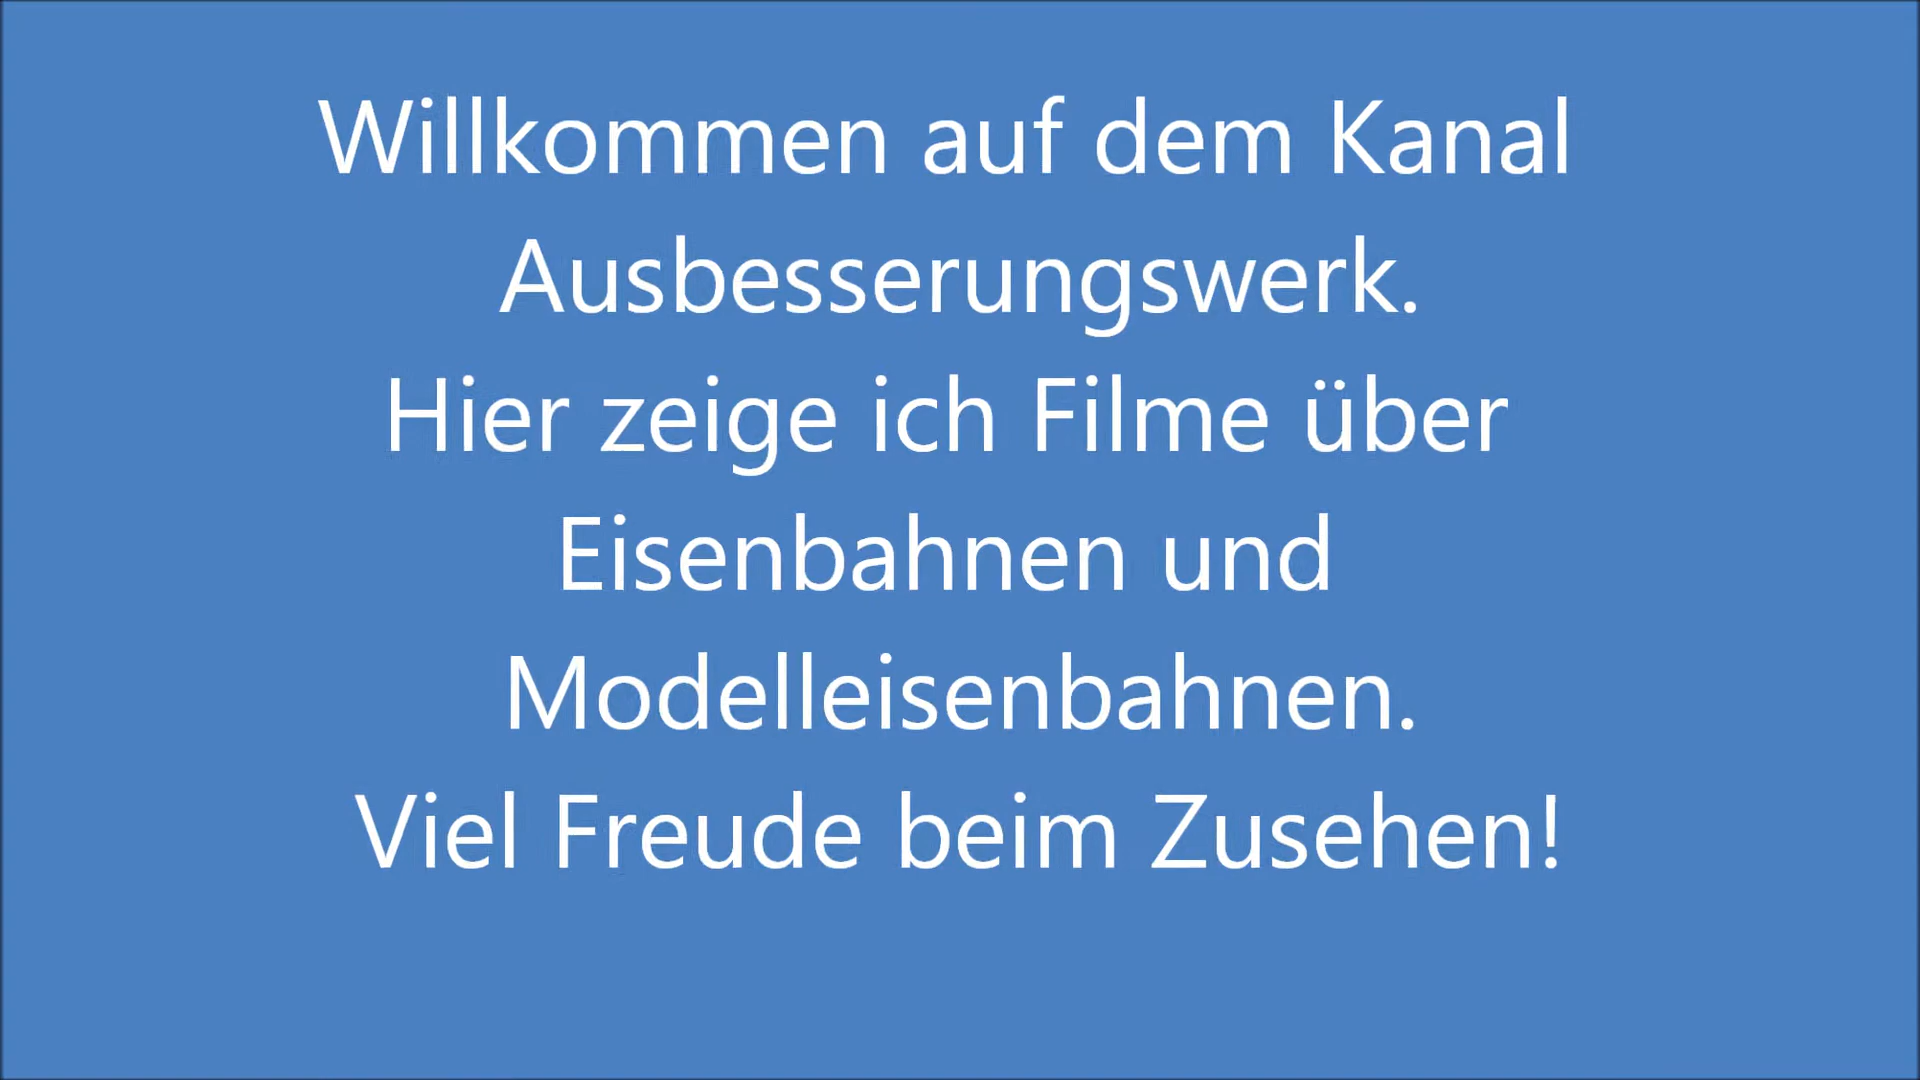 Willkommen auf dem Kanal
Ausbesserungswerk.
Hier zeige ich Filme über
Eisenbahnen und
Modelleisenbahnen.
Viel Freude beim Zusehen!